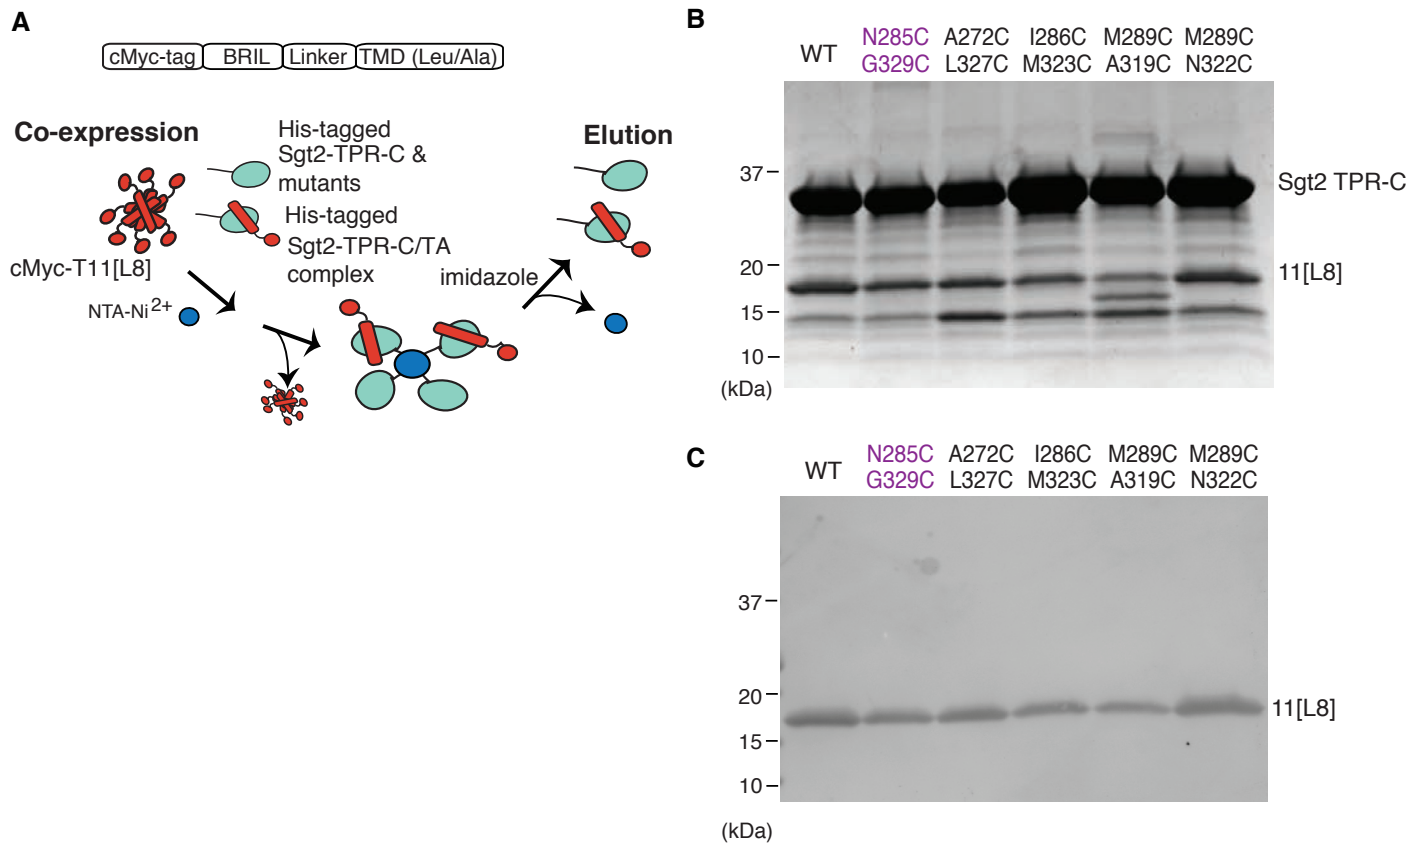 A
cMyc-tag BRIL Linker TMD (Leu/Ala)
Co-expression
His-tagged
Sgt2-TPR-C &
mutants
His-tagged
Sgt2-TPR-C/TA
complex
cMyc-T11[L8]
NTA-Ni2+
imidazole
Elution
B
WT
N285C
G329C
A272C
L327C
I286C
M323C
M289C
A319C
M289C
N322C
37
20
15
10
(kDa)
Sgt2 TPR-C
11[L8]
C
WT
N285C
G329C
A272C
L327C
I286C
M323C
M289C
A319C
M289C
N322C
37
20
15
10
(kDa)
11[L8]